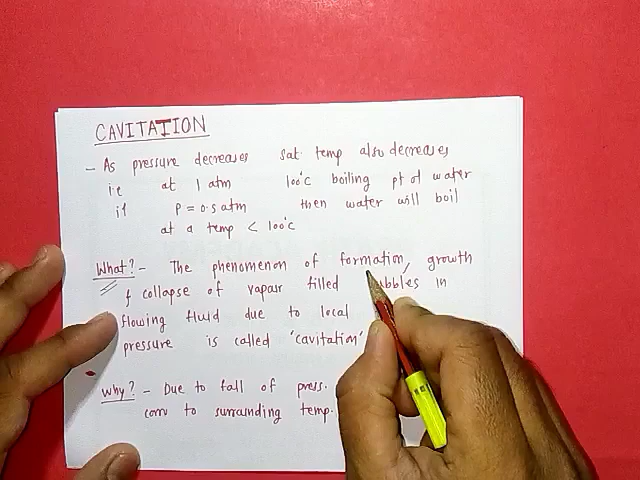 CAVITATION
- As pressure decreases sat temp also decreases
i.e at 1 atm 100°c boiling pt of water
if P = 0.5 atm then water will boil
at a temp < 100°c
What? - The phenomenon of formation, growth
& collapse of vapour filled bubbles in
flowing fluid due to local
pressure is called 'cavitation'
Why? - Due to fall of press.
corr to surrounding temp.